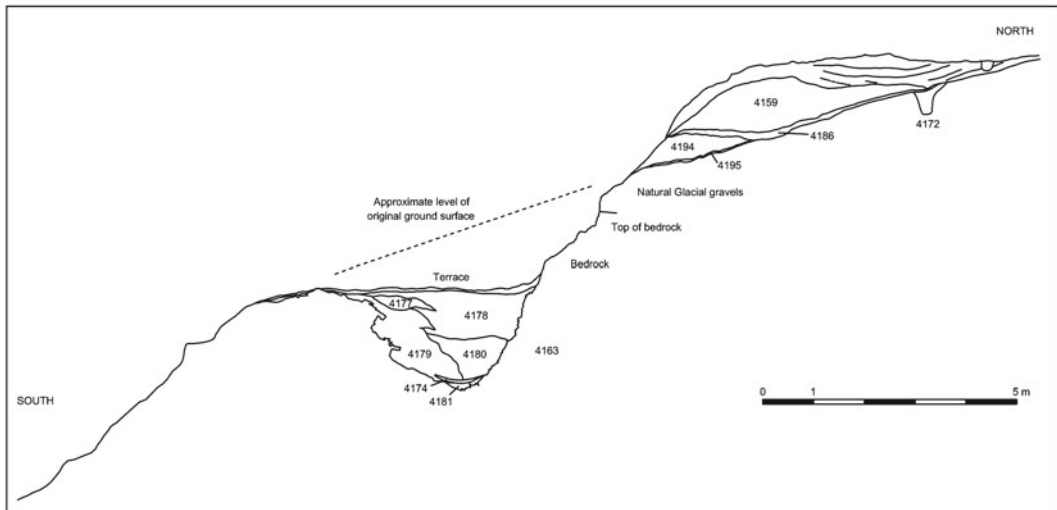 NORTH
4159
4172
4186
4194
4195
Natural Glacial gravels
Approximate level of
original ground surface
Top of bedrock
Bedrock
Terrace
4177
4178
4179
4180
4163
4174
4181
SOUTH
0 1 5 m